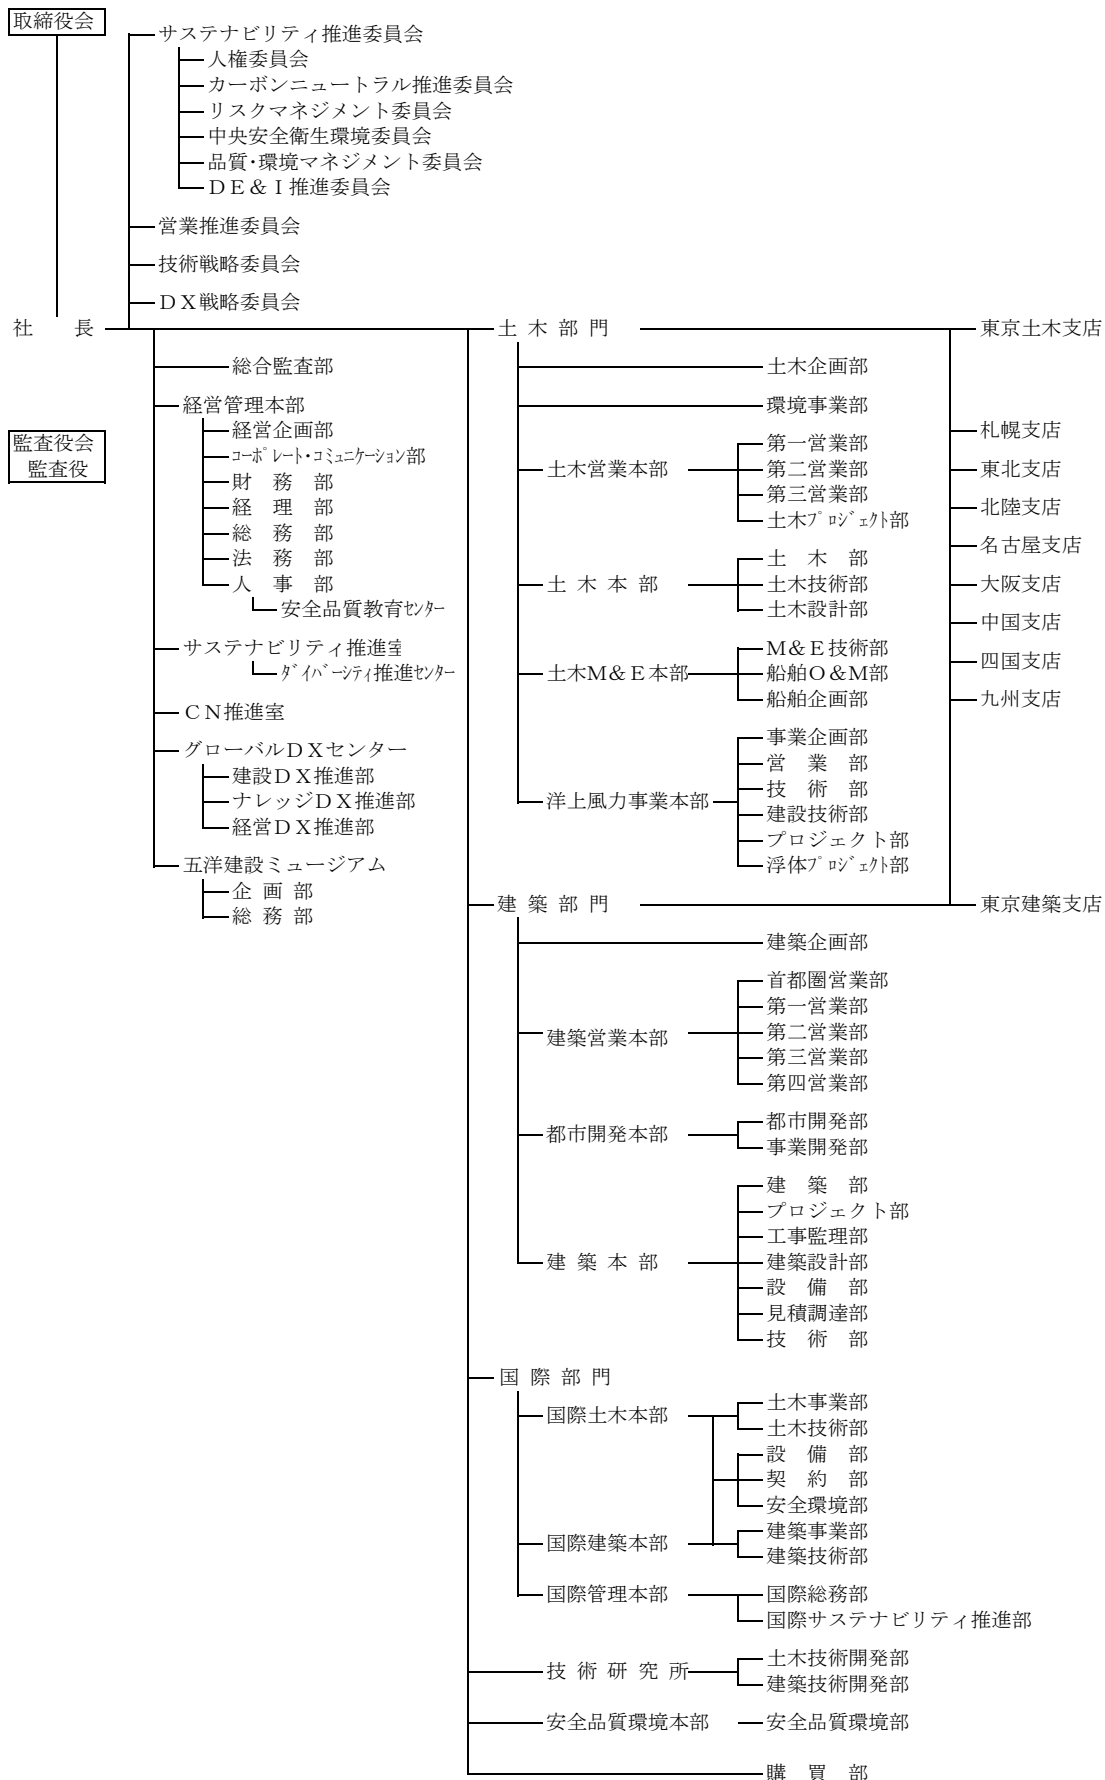 取締役会
サステナビリティ推進委員会
人権委員会
カーボンニュートラル推進委員会
リスクマネジメント委員会
中央安全衛生環境委員会
品質・環境マネジメント委員会
ＤＥ＆Ｉ推進委員会
営業推進委員会
技術戦略委員会
ＤＸ戦略委員会
社　　長
総合監査部
経営管理本部
経営企画部
ｺｰﾎﾟﾚｰﾄ・ｺﾐｭﾆｹｰｼｮﾝ部
財　務　部
経　理　部
総　務　部
法　務　部
人　事　部
安全品質教育ｾﾝﾀｰ
サステナビリティ推進室
ﾀﾞｲﾊﾞｰｼﾃｨ推進ｾﾝﾀｰ
ＣＮ推進室
グローバルＤＸセンター
建設ＤＸ推進部
ナレッジＤＸ推進部
経営ＤＸ推進部
五洋建設ミュージアム
企 画 部
総 務 部
監査役会
監査役
土 木 部 門
土木企画部
環境事業部
土木営業本部
第一営業部
第二営業部
第三営業部
土木ﾌﾟﾛｼﾞｪｸﾄ部
土 木 本 部
土　木　部
土木技術部
土木設計部
土木Ｍ＆Ｅ本部
Ｍ＆Ｅ技術部
船舶Ｏ＆Ｍ部
船舶企画部
洋上風力事業本部
事業企画部
営　業　部
技　術　部
建設技術部
プロジェクト部
浮体ﾌﾟﾛｼﾞｪｸﾄ部
建 築 部 門
建築企画部
建築営業本部
首都圏営業部
第一営業部
第二営業部
第三営業部
第四営業部
都市開発本部
都市開発部
事業開発部
建 築 本 部
建　築　部
プロジェクト部
工事監理部
建築設計部
設　備　部
見積調達部
技　術　部
国 際 部 門
国際土木本部
土木事業部
土木技術部
設　備　部
契　約　部
安全環境部
国際建築本部
建築事業部
建築技術部
国際管理本部
国際総務部
国際サステナビリティ推進部
技 術 研 究 所
土木技術開発部
建築技術開発部
安全品質環境本部
安全品質環境部
購　買　部
東京土木支店
札幌支店
東北支店
北陸支店
名古屋支店
大阪支店
中国支店
四国支店
九州支店
東京建築支店